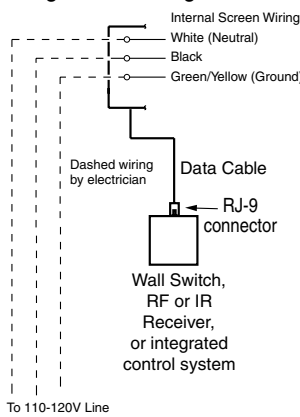 Internal Screen Wiring
White (Neutral)
Black
Green/Yellow (Ground)
Dashed wiring
by electrician
Data Cable
RJ-9
connector
Wall Switch,
RF or IR
Receiver,
or integrated
control system
To 110-120V Line